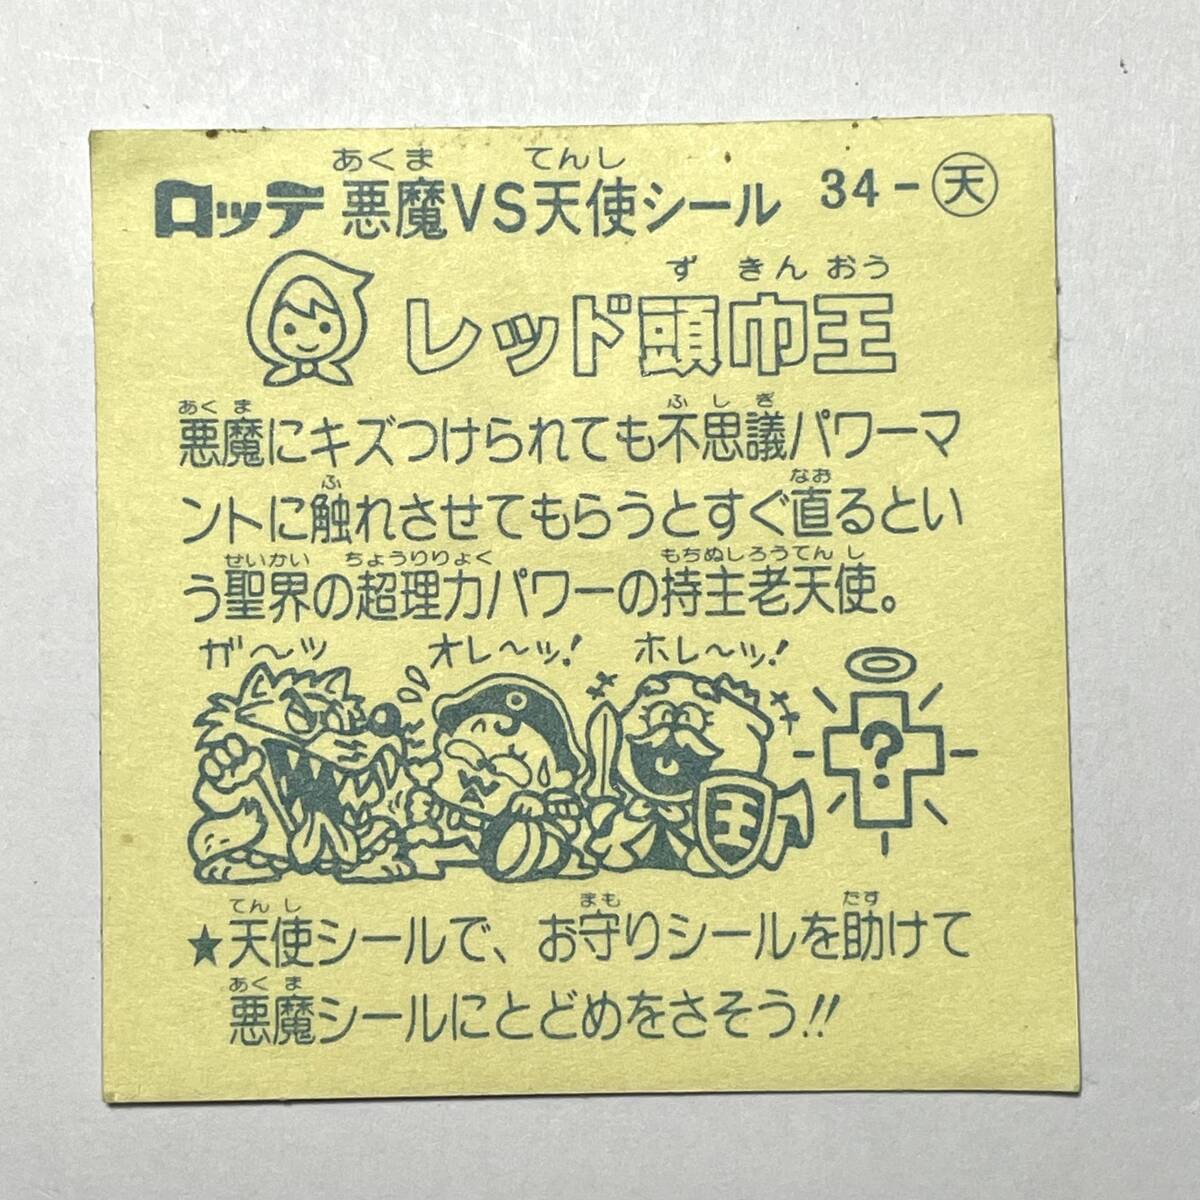 あくま てんし
ロッテ 悪魔VS天使シール 34-天
ずきんおう
レッド頭巾王
あくま ふしぎ
悪魔にキズつけられても不思議パワーマ
ふ なお
ントに触れさせてもらうとすぐ直るとい
せいかい ちょうりりょく もちぬしろうてんし
う聖界の超理力パワーの持主老天使。
ガ〜ッ オレ〜ッ! ホレ〜ッ!
?
王
てんし まも たす
★天使シールで、お守りシールを助けて
あくま
悪魔シールにとどめをさそう!!